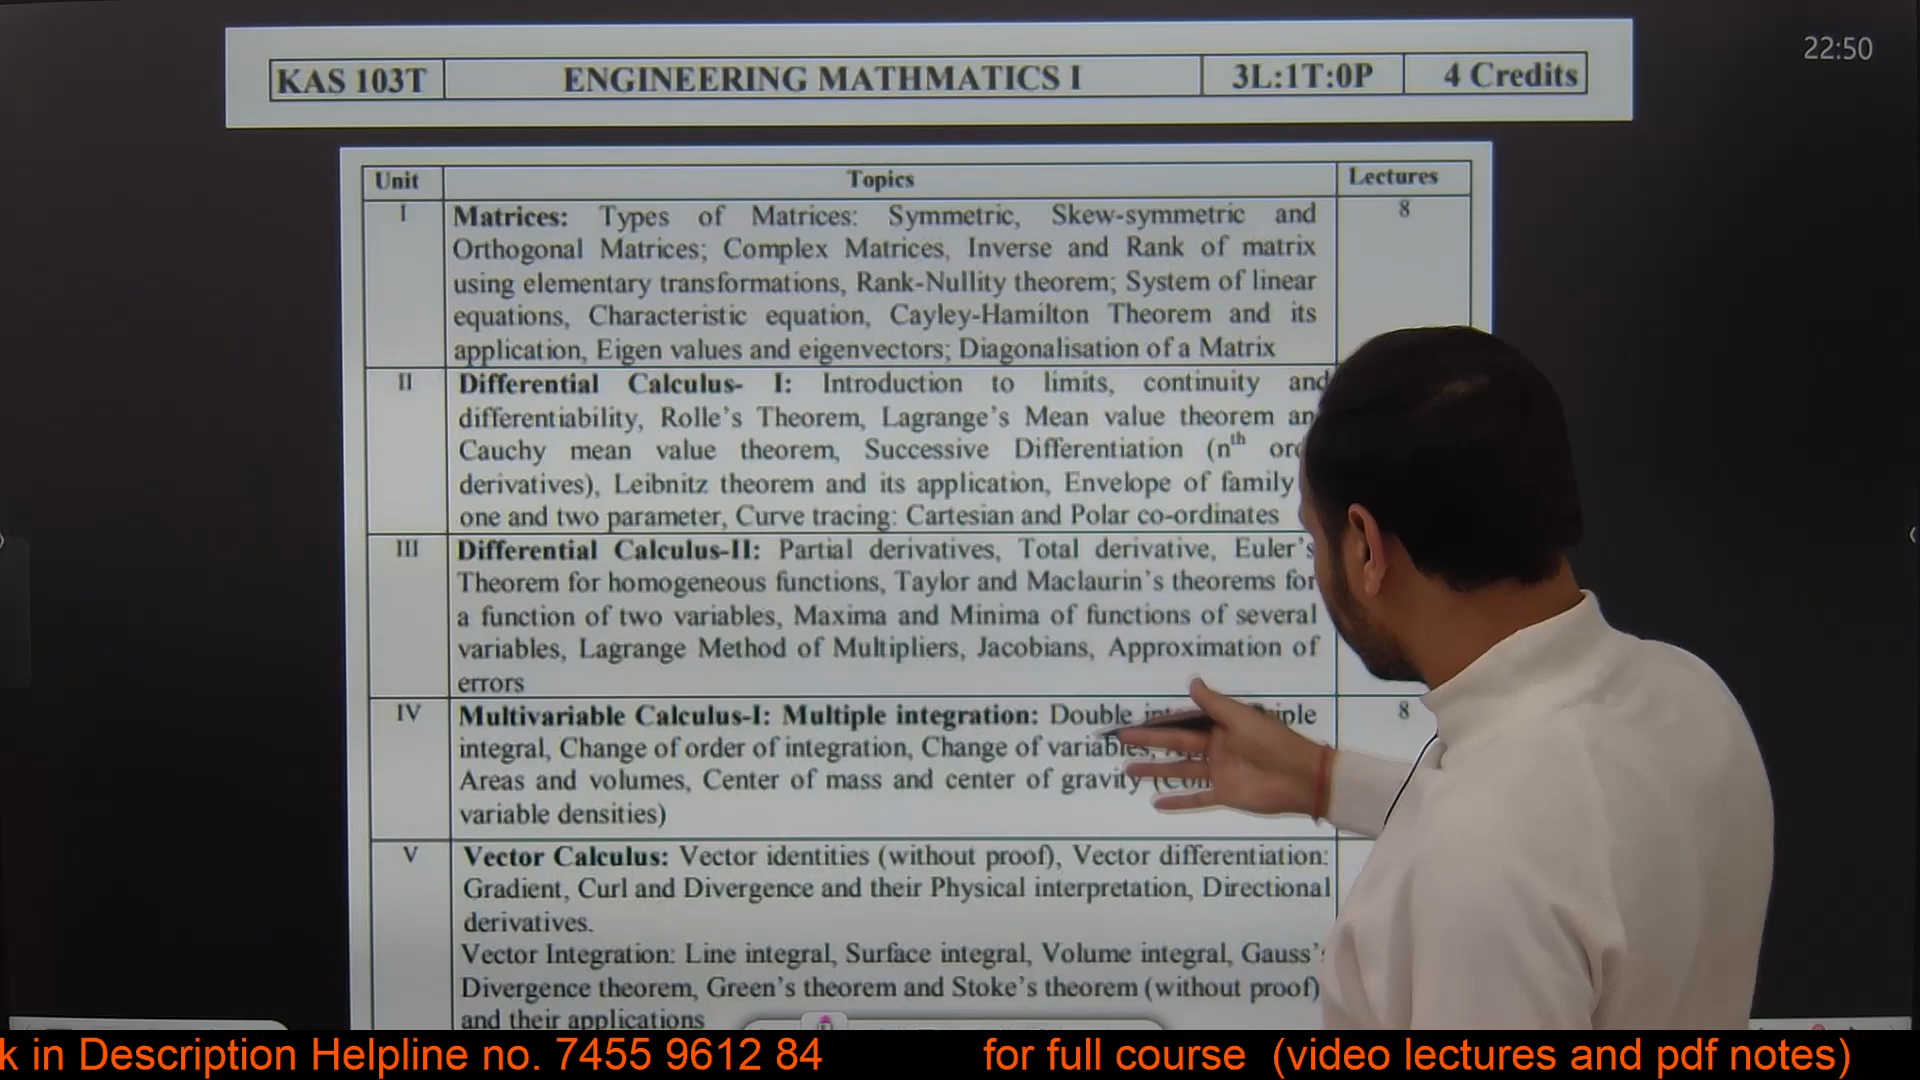 22:50
KAS 103T ENGINEERING MATHMATICS I 3L:1T:0P 4 Credits
Unit Topics Lectures
I Matrices: Types of Matrices: Symmetric, Skew-symmetric and 8
Orthogonal Matrices; Complex Matrices, Inverse and Rank of matrix
using elementary transformations, Rank-Nullity theorem; System of linear
equations, Characteristic equation, Cayley-Hamilton Theorem and its
application, Eigen values and eigenvectors; Diagonalisation of a Matrix
II Differential Calculus- I: Introduction to limits, continuity and
differentiability, Rolle's Theorem, Lagrange's Mean value theorem
Cauchy mean value theorem, Successive Differentiation (nth
derivatives), Leibnitz theorem and its application, Envelope of family
one and two parameter, Curve tracing: Cartesian and Polar co-ordinates
III Differential Calculus-II: Partial derivatives, Total derivative, Euler's
Theorem for homogeneous functions, Taylor and Maclaurin's theorems for
a function of two variables, Maxima and Minima of functions of several
variables, Lagrange Method of Multipliers, Jacobians, Approximation of
errors
IV Multivariable Calculus-I: Multiple integration: Double 8
integral, Change of order of integration, Change of variables,
Areas and volumes, Center of mass and center of gravity
variable densities)
V Vector Calculus: Vector identities (without proof), Vector differentiation:
Gradient, Curl and Divergence and their Physical interpretation, Directional
derivatives.
Vector Integration: Line integral, Surface integral, Volume integral, Gauss's
Divergence theorem, Green's theorem and Stoke's theorem (without proof)
and their applications
k in Description Helpline no. 7455 9612 84 for full course (video lectures and pdf notes)